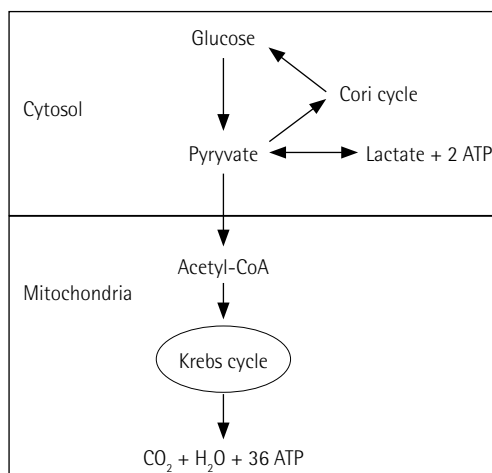 Glucose
Cori cycle
Cytosol
Pyryvate
Lactate + 2 ATP
Acetyl-CoA
Mitochondria
Krebs cycle
CO₂ + H₂O + 36 ATP